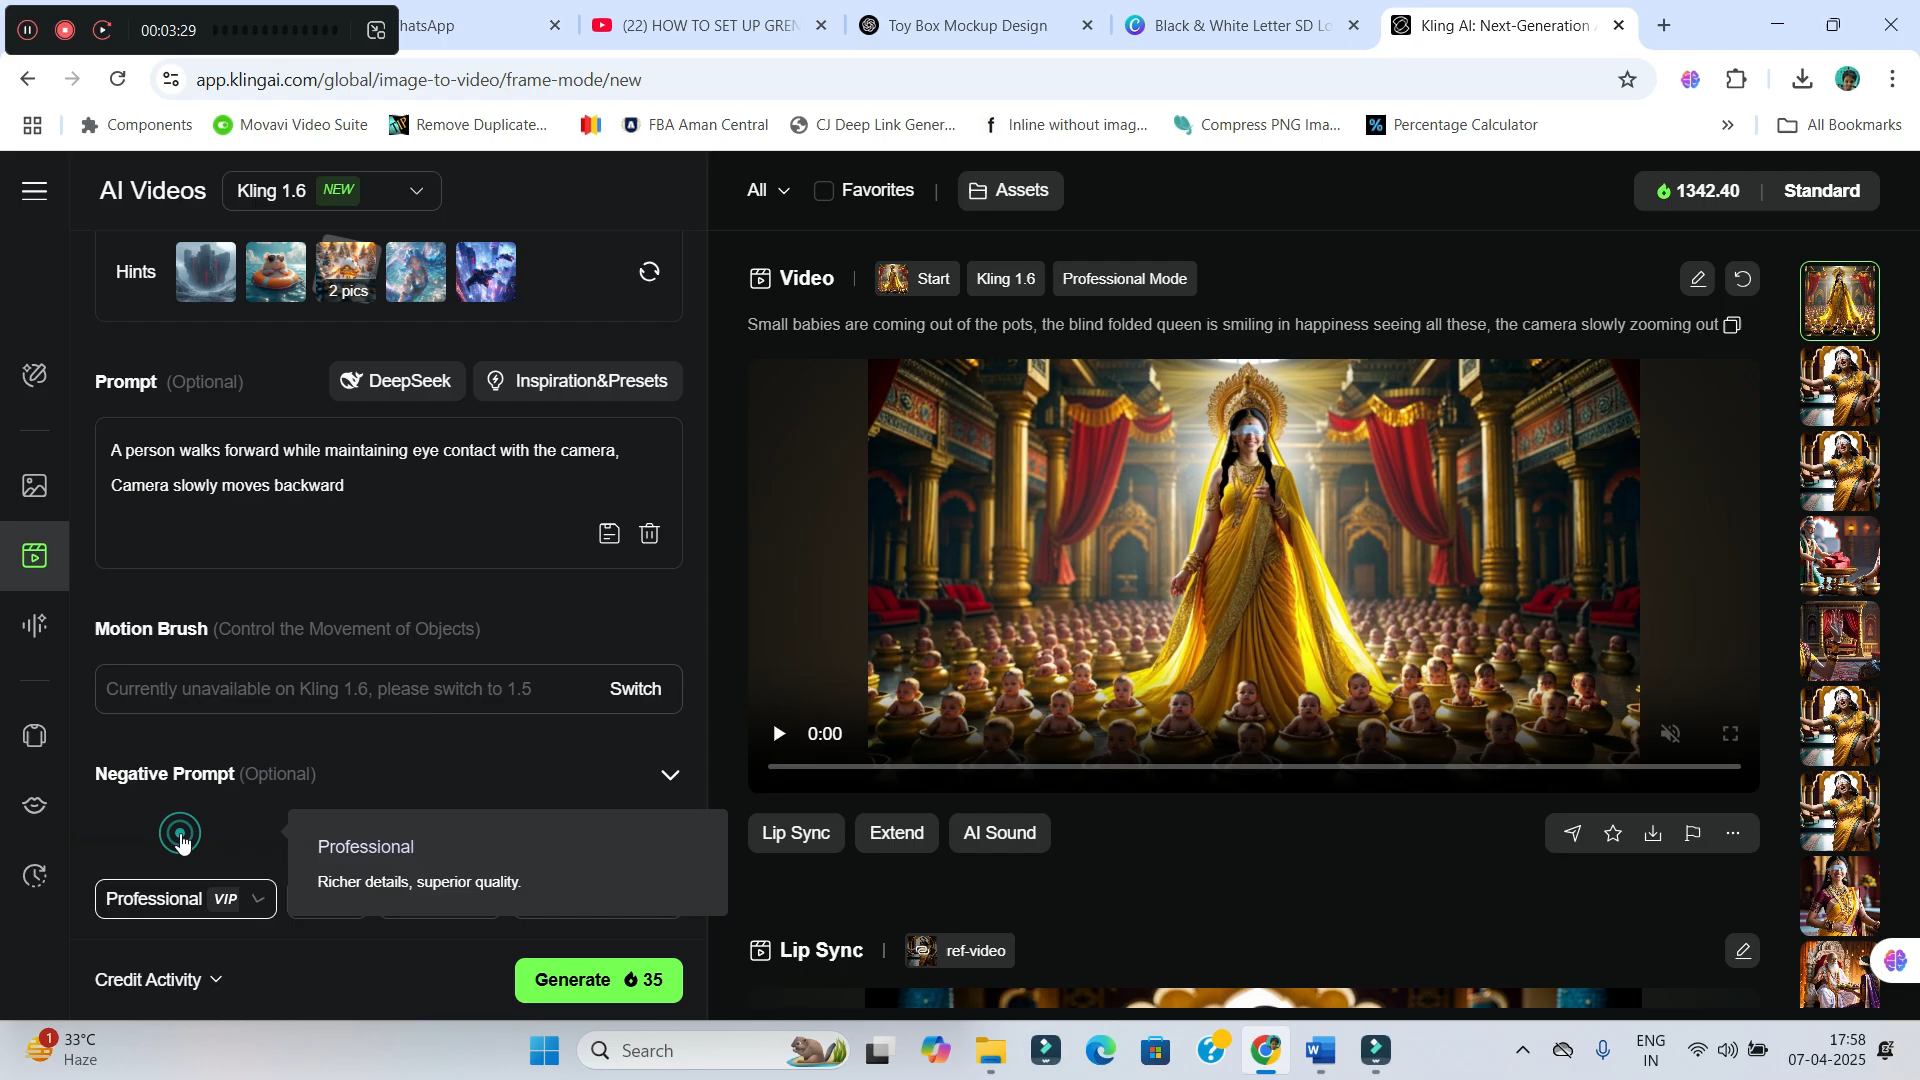 00:03:29
hatsApp
(22) HOW TO SET UP GREN
Toy Box Mockup Design
Black & White Letter SD Lo
Kling AI: Next-Generation
app.klingai.com/global/image-to-video/frame-mode/new
Components
Movavi Video Suite
Remove Duplicate...
FBA Aman Central
CJ Deep Link Gener...
Inline without imag...
Compress PNG Ima...
Percentage Calculator
All Bookmarks
AI Videos
Kling 1.6 NEW
All
Favorites
Assets
1342.40
Standard
Hints
2 pics
Prompt (Optional)
DeepSeek
Inspiration&Presets
A person walks forward while maintaining eye contact with the camera,
Camera slowly moves backward
Motion Brush (Control the Movement of Objects)
Currently unavailable on Kling 1.6, please switch to 1.5
Switch
Negative Prompt (Optional)
Professional
Richer details, superior quality.
Professional VIP
Credit Activity
Generate 35
Video
Start
Kling 1.6
Professional Mode
Small babies are coming out of the pots, the blind folded queen is smiling in happiness seeing all these, the camera slowly zooming out
0:00
Lip Sync
Extend
AI Sound
Lip Sync
ref-video
1
33°C
Haze
Search
ENG
IN
17:58
07-04-2025